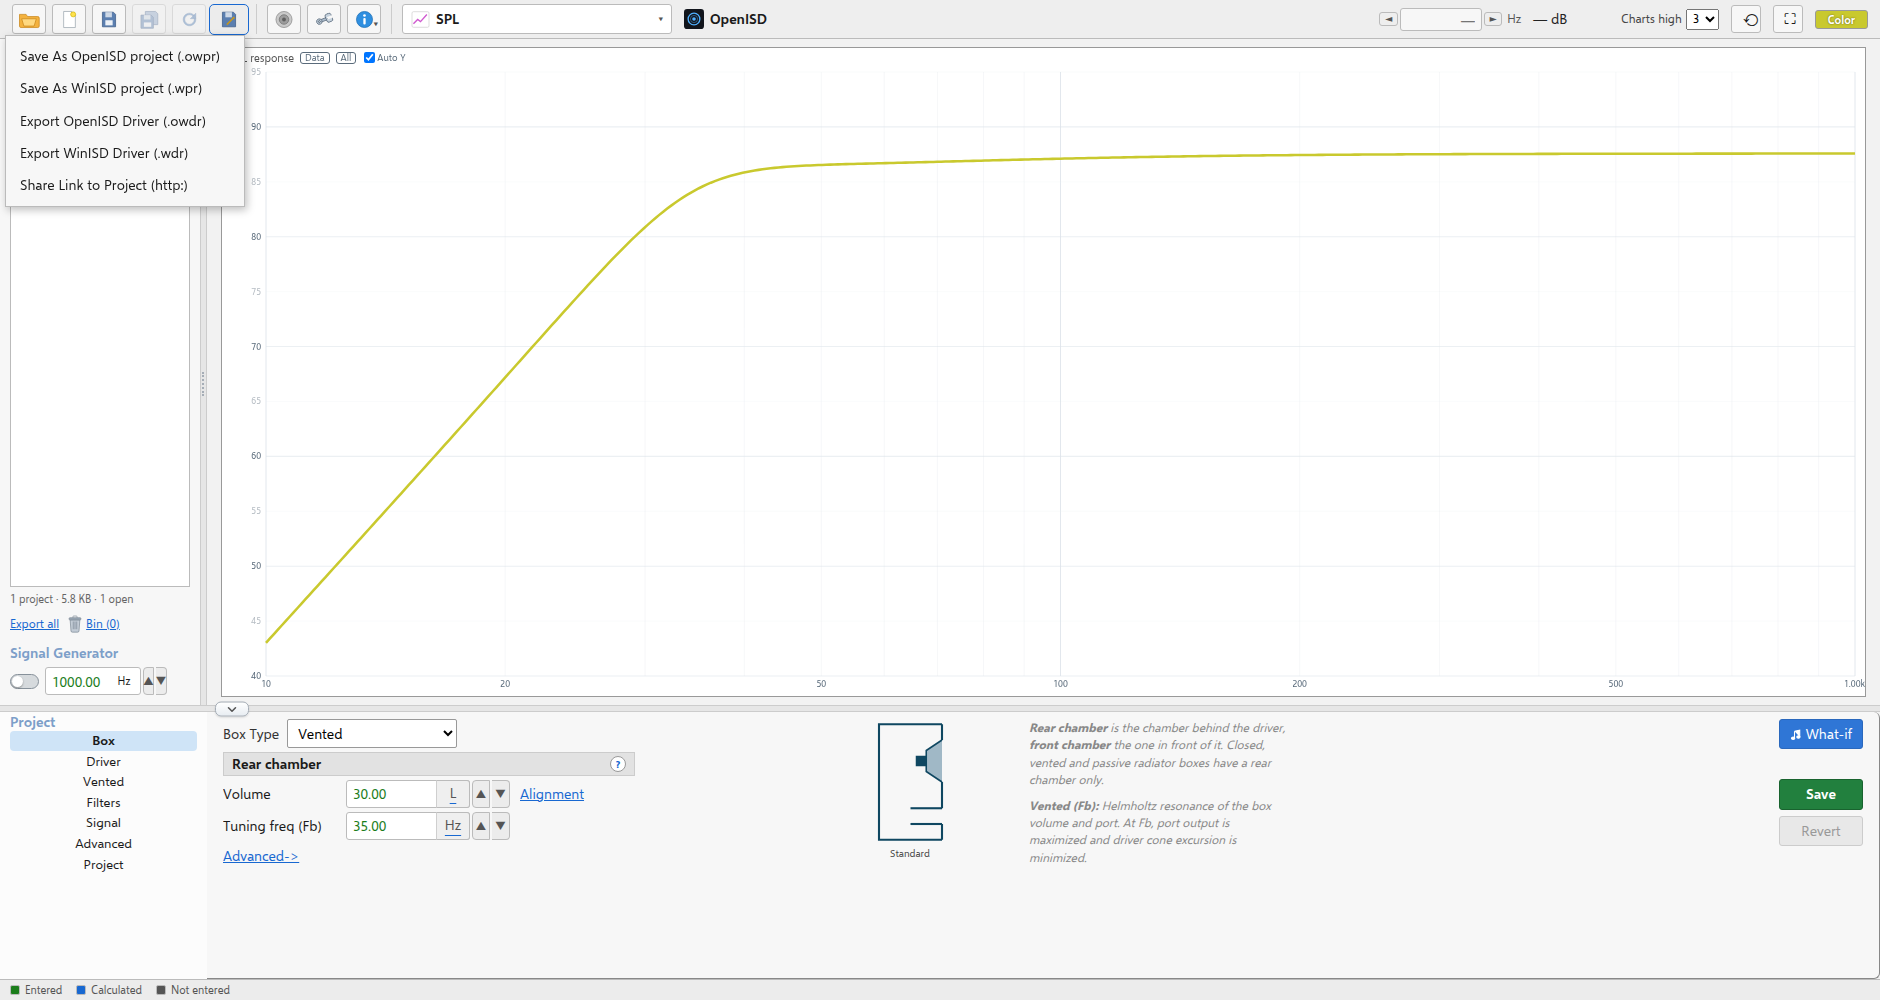 SPL
OpenISD
Hz
— dB
Charts high
3
Color
Save As OpenISD project (.owpr)
Save As WinISD project (.wpr)
Export OpenISD Driver (.owdr)
Export WinISD Driver (.wdr)
Share Link to Project (http:)
response
Data
All
Auto Y
95
90
85
80
75
70
65
60
55
50
45
40
10
20
50
100
200
500
1.00k
1 project · 5.8 KB · 1 open
Export all
Bin (0)
Signal Generator
1000.00
Hz
Project
Box
Driver
Vented
Filters
Signal
Advanced
Project
Box Type
Vented
Rear chamber
?
Volume
30.00
L
Alignment
Tuning freq (Fb)
35.00
Hz
Advanced->
Standard
Rear chamber is the chamber behind the driver,
front chamber the one in front of it. Closed,
vented and passive radiator boxes have a rear
chamber only.
Vented (Fb): Helmholtz resonance of the box
volume and port. At Fb, port output is
maximized and driver cone excursion is
minimized.
What-if
Save
Revert
Entered
Calculated
Not entered